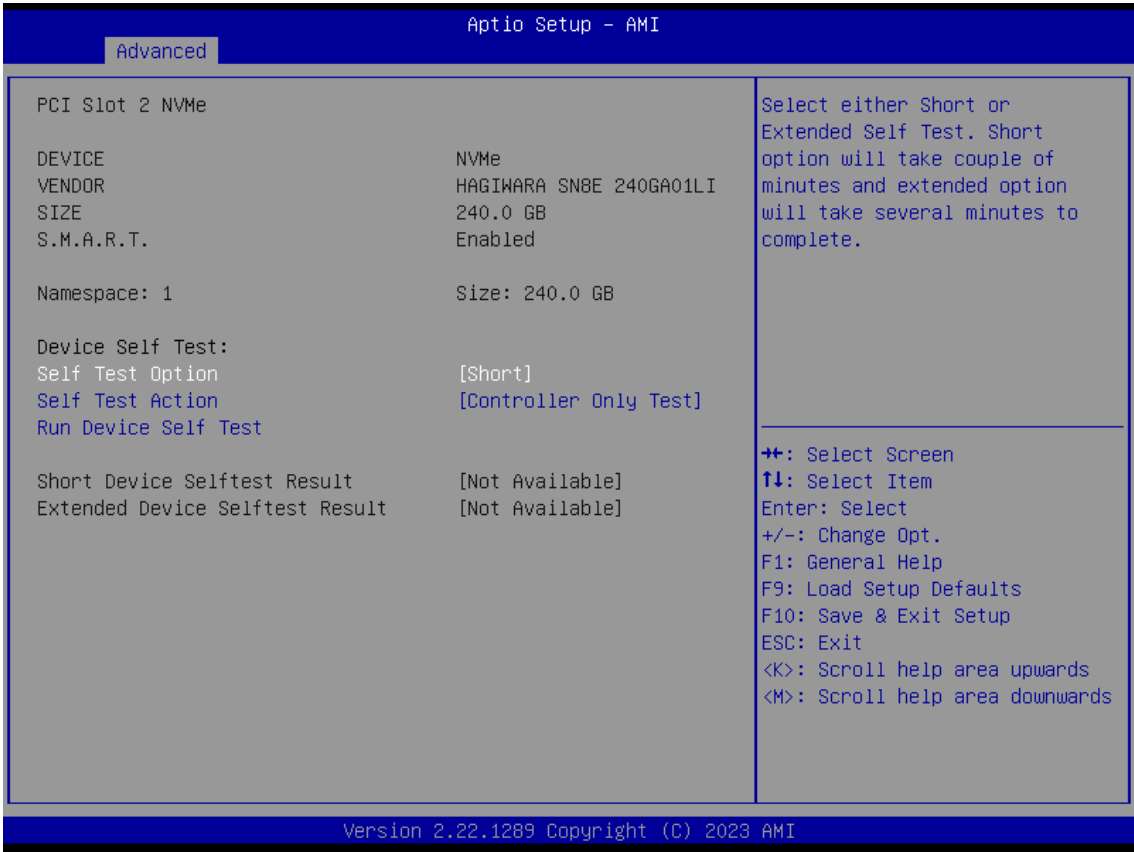 Aptio Setup – AMI
Advanced
PCI Slot 2 NVMe
DEVICE NVMe
VENDOR HAGIWARA SN8E 240GA01LI
SIZE 240.0 GB
S.M.A.R.T. Enabled
Namespace: 1 Size: 240.0 GB
Device Self Test:
Self Test Option [Short]
Self Test Action [Controller Only Test]
Run Device Self Test
Short Device Selftest Result [Not Available]
Extended Device Selftest Result [Not Available]
Select either Short or
Extended Self Test. Short
option will take couple of
minutes and extended option
will take several minutes to
complete.
→←: Select Screen
↑↓: Select Item
Enter: Select
+/-: Change Opt.
F1: General Help
F9: Load Setup Defaults
F10: Save & Exit Setup
ESC: Exit
<K>: Scroll help area upwards
<M>: Scroll help area downwards
Version 2.22.1289 Copyright (C) 2023 AMI